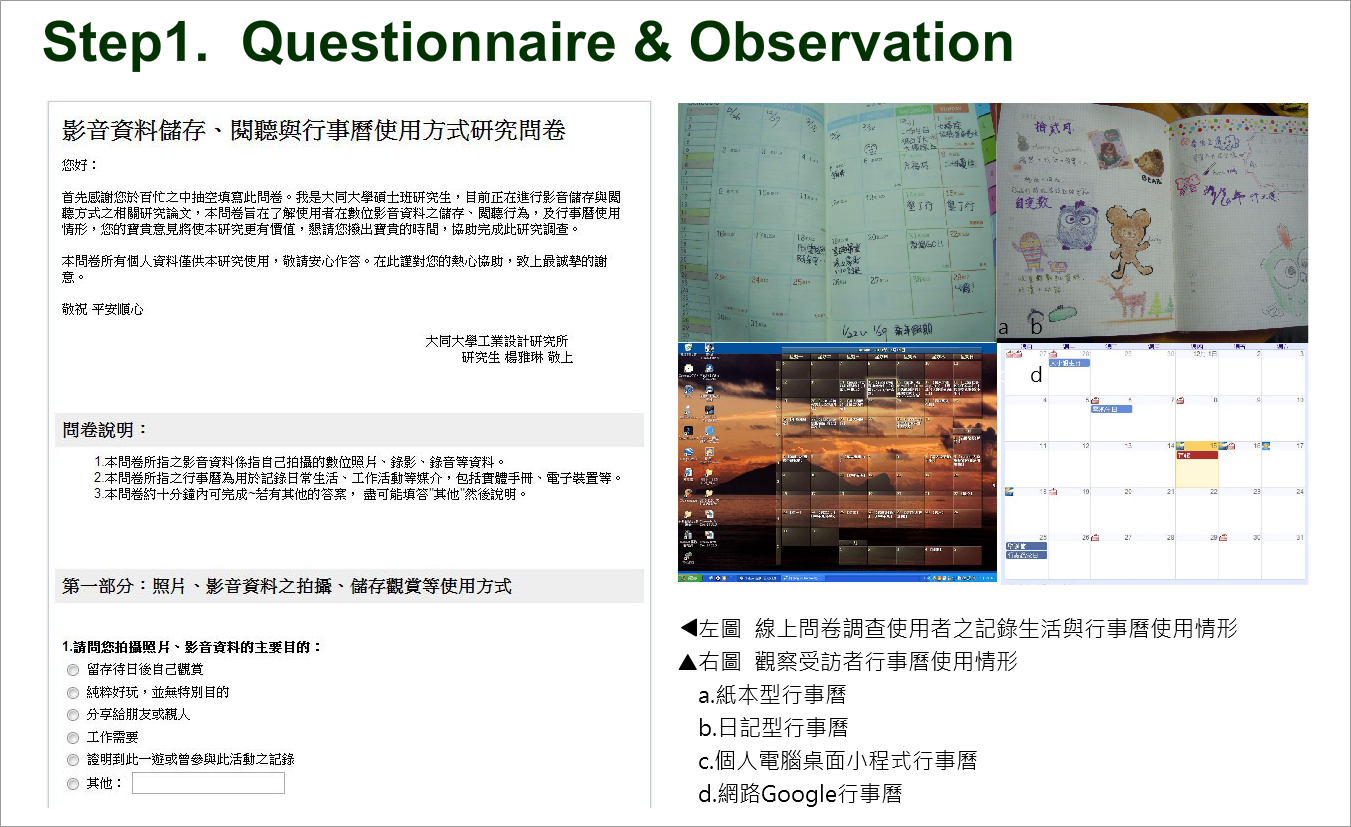 Step1. Questionnaire & Observation
影音資料儲存、閱聽與行事曆使用方式研究問卷
您好：
首先感謝您於百忙之中抽空填寫此問卷。我是大同大學碩士班研究生，目前正在進行影音儲存與閱
聽方式之相關研究論文，本問卷旨在了解使用者在數位影音資料之儲存、閱聽行為，及行事曆使用
情形，您的寶貴意見將使本研究更有價值，懇請您撥出寶貴的時間，協助完成此研究調查。
本問卷所有個人資料僅供本研究使用，敬請安心作答。在此謹對您的熱心協助，致上最誠摯的謝
意。
敬祝 平安順心
大同大學工業設計研究所
研究生 楊雅琳 敬上
問卷說明：
1.本問卷所指之影音資料係指自己拍攝的數位照片、錄影、錄音等資料。
2.本問卷所指之行事曆為用於記錄日常生活、工作活動等媒介，包括實體手冊、電子裝置等。
3.本問卷約十分鐘內可完成~若有其他的答案， 盡可能填答"其他"然後說明。
第一部分：照片、影音資料之拍攝、儲存觀賞等使用方式
1.請問您拍攝照片、影音資料的主要目的：
留存待日後自己觀賞
純粹好玩，並無特別目的
分享給朋友或親人
工作需要
證明到此一遊或曾參與此活動之記錄
其他：
a b
d
◀左圖 線上問卷調查使用者之記錄生活與行事曆使用情形
▲右圖 觀察受訪者行事曆使用情形
a.紙本型行事曆
b.日記型行事曆
c.個人電腦桌面小程式行事曆
d.網路Google行事曆